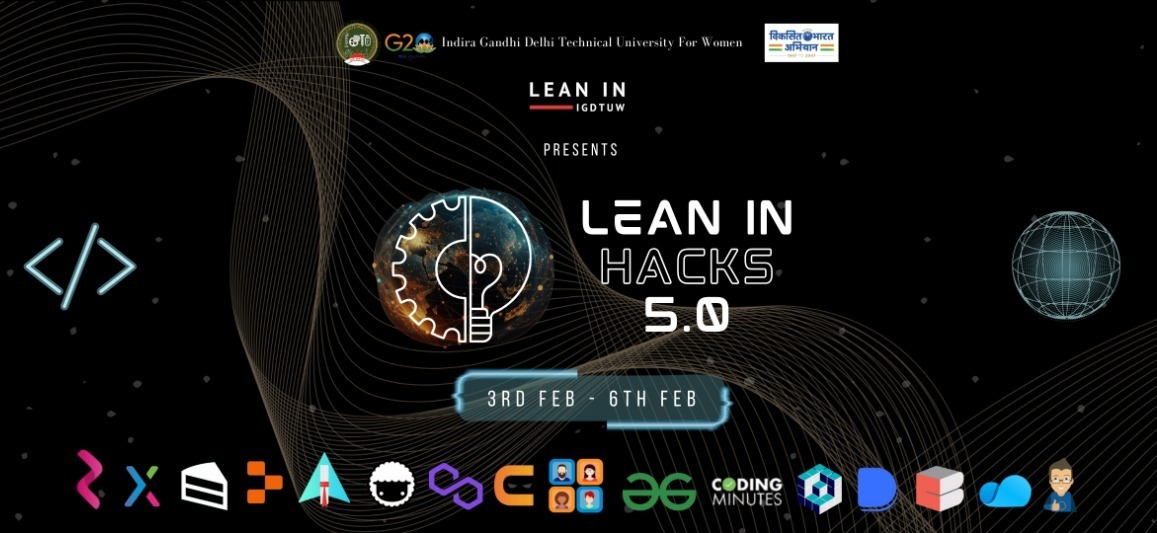 G20
Indira Gandhi Delhi Technical University For Women
विकसित भारत
अभियान
LEAN IN
IGDTUW
PRESENTS
LEAN IN
HACKS
5.0
3RD FEB - 6TH FEB
CODING
MINUTES